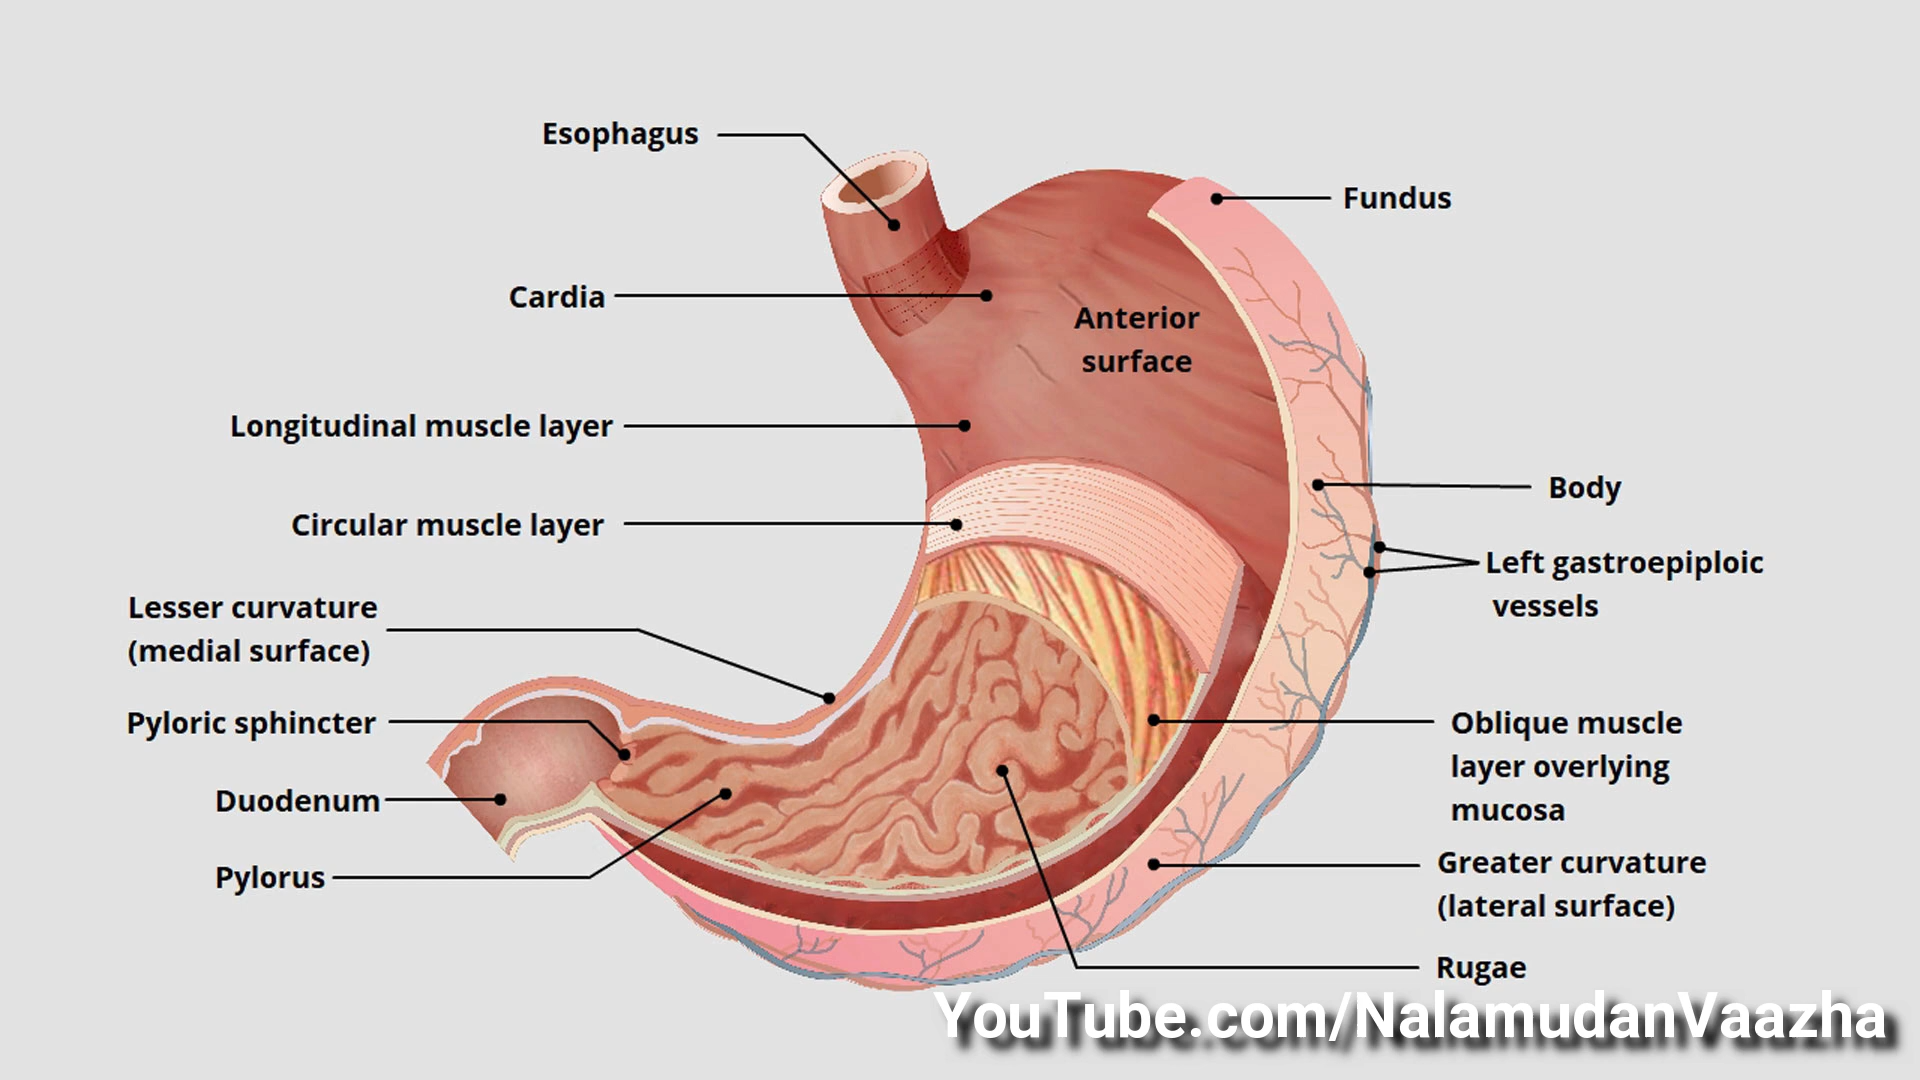 Esophagus
Fundus
Cardia
Anterior
surface
Longitudinal muscle layer
Body
Circular muscle layer
Left gastroepiploic
vessels
Lesser curvature
(medial surface)
Pyloric sphincter
Oblique muscle
layer overlying
mucosa
Duodenum
Greater curvature
(lateral surface)
Pylorus
Rugae
YouTube.com/NalamudanVaazha